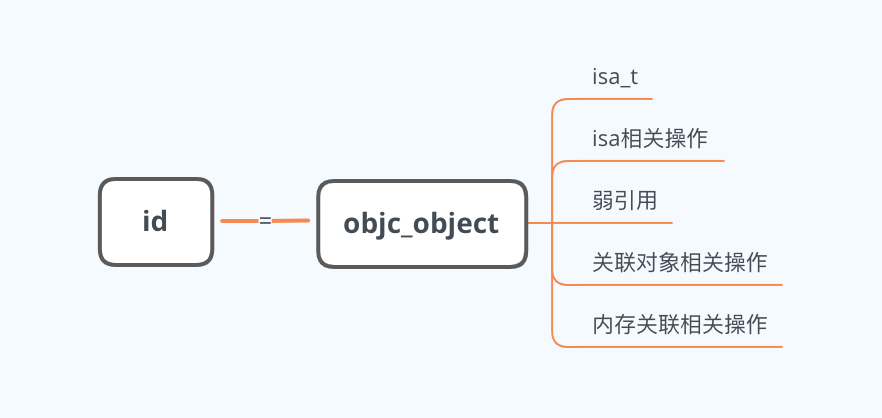 id
=
objc_object
isa_t
isa相关操作
弱引用
关联对象相关操作
内存关联相关操作